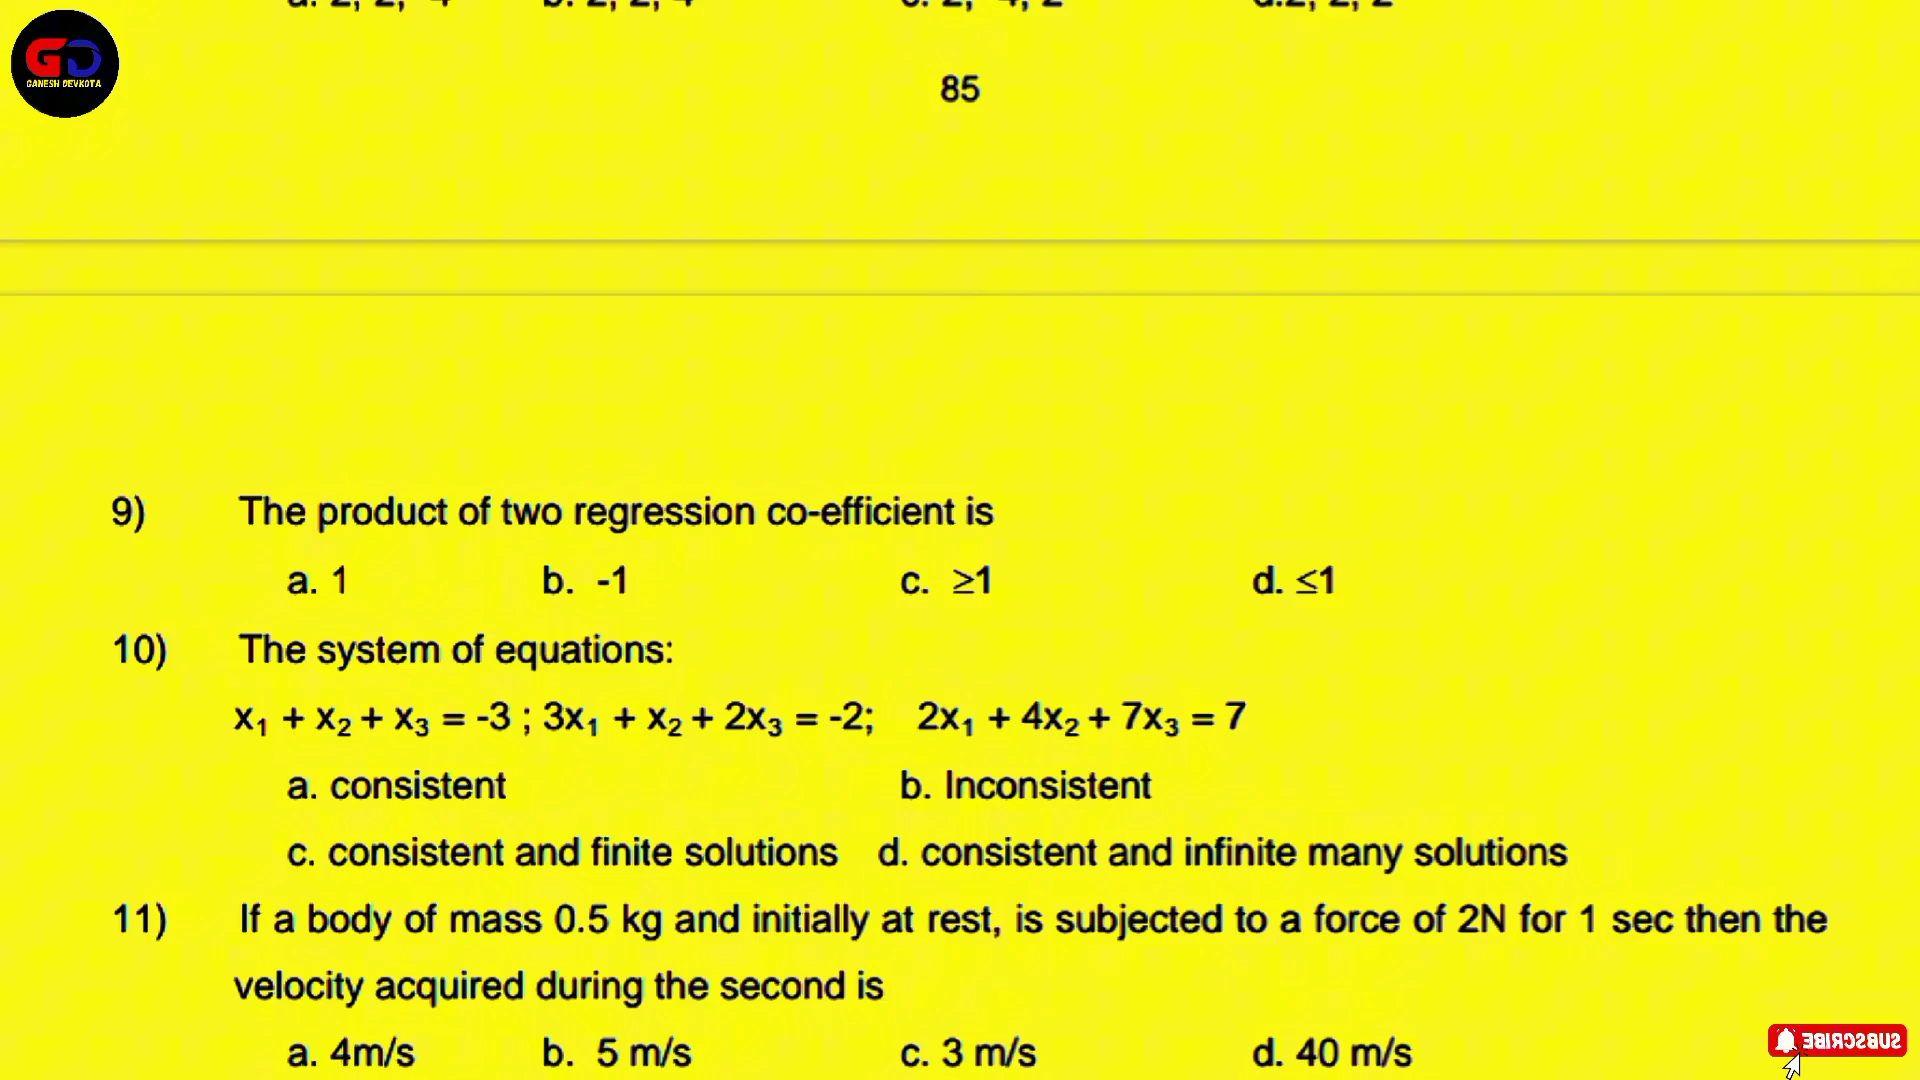 GD
GANESH DEVKOTA
85
9) The product of two regression co-efficient is
a. 1 b. -1 c. ≥1 d. ≤1
10) The system of equations:
x₁ + x₂ + x₃ = -3 ; 3x₁ + x₂ + 2x₃ = -2; 2x₁ + 4x₂ + 7x₃ = 7
a. consistent b. Inconsistent
c. consistent and finite solutions d. consistent and infinite many solutions
11) If a body of mass 0.5 kg and initially at rest, is subjected to a force of 2N for 1 sec then the
velocity acquired during the second is
a. 4m/s b. 5 m/s c. 3 m/s d. 40 m/s
SUBSCRIBE